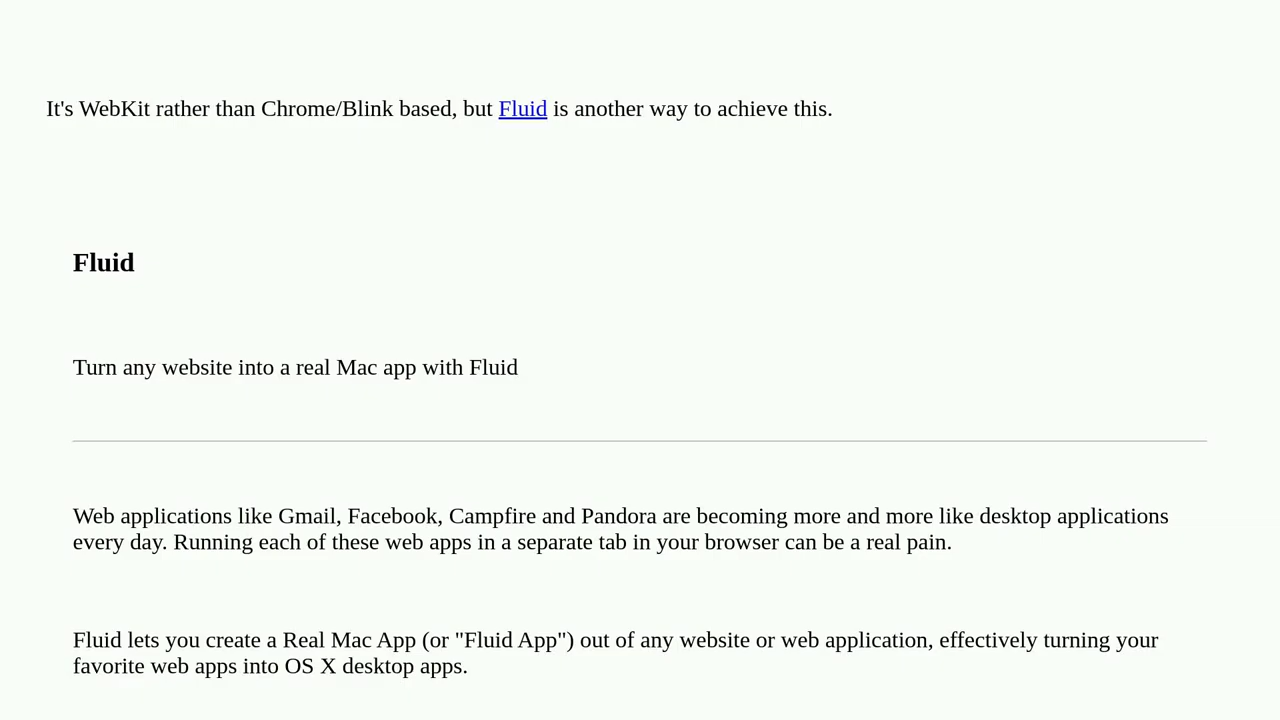 It's WebKit rather than Chrome/Blink based, but Fluid is another way to achieve this.
Fluid
Turn any website into a real Mac app with Fluid
Web applications like Gmail, Facebook, Campfire and Pandora are becoming more and more like desktop applications
every day. Running each of these web apps in a separate tab in your browser can be a real pain.
Fluid lets you create a Real Mac App (or "Fluid App") out of any website or web application, effectively turning your
favorite web apps into OS X desktop apps.